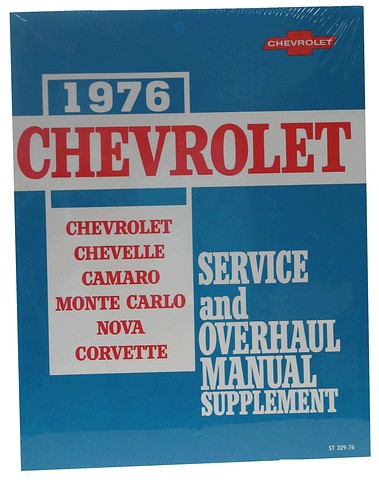 CHEVROLET
1976
CHEVROLET
CHEVROLET
CHEVELLE
CAMARO
MONTE CARLO
NOVA
CORVETTE
SERVICE
and
OVERHAUL
MANUAL
SUPPLEMENT
ST 329-76